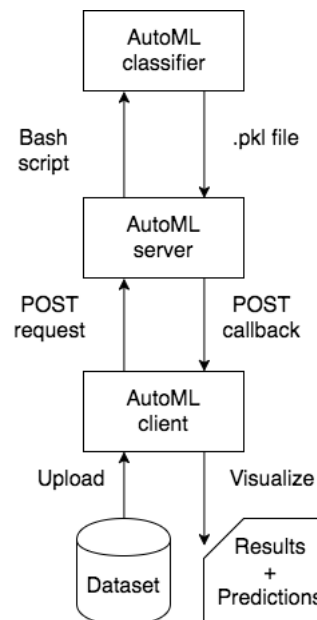 AutoML
classifier
Bash
script
.pkl file
AutoML
server
POST
request
POST
callback
AutoML
client
Upload
Visualize
Dataset
Results
+
Predictions